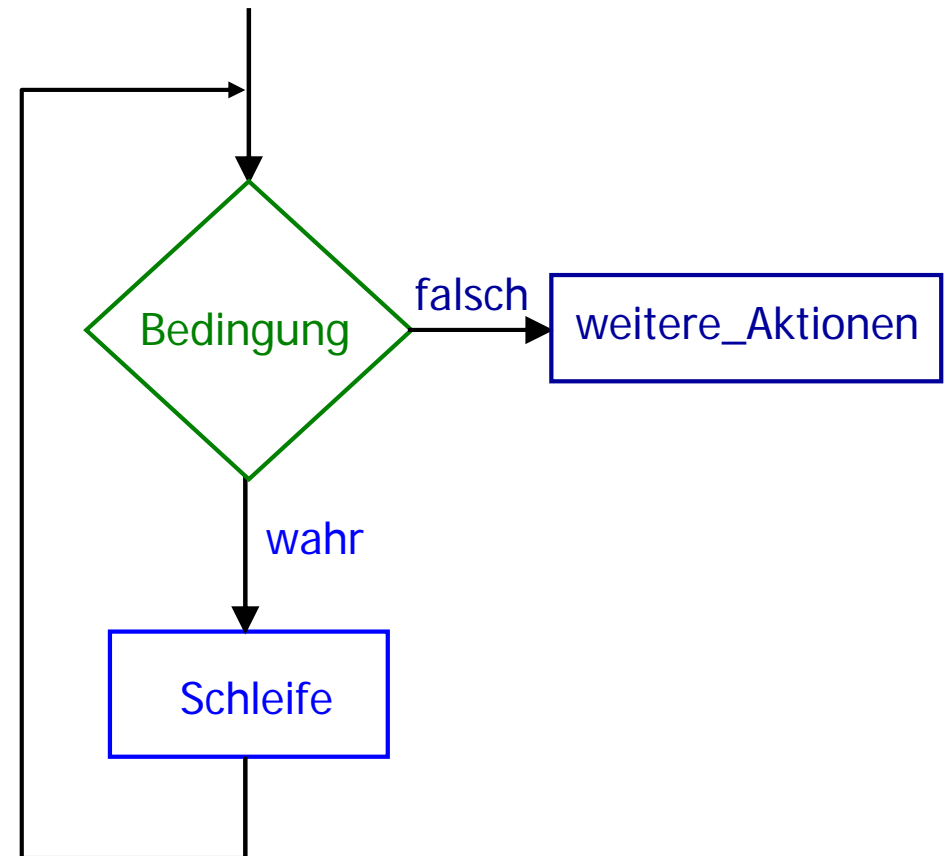 falsch
Bedingung
weitere_Aktionen
wahr
Schleife